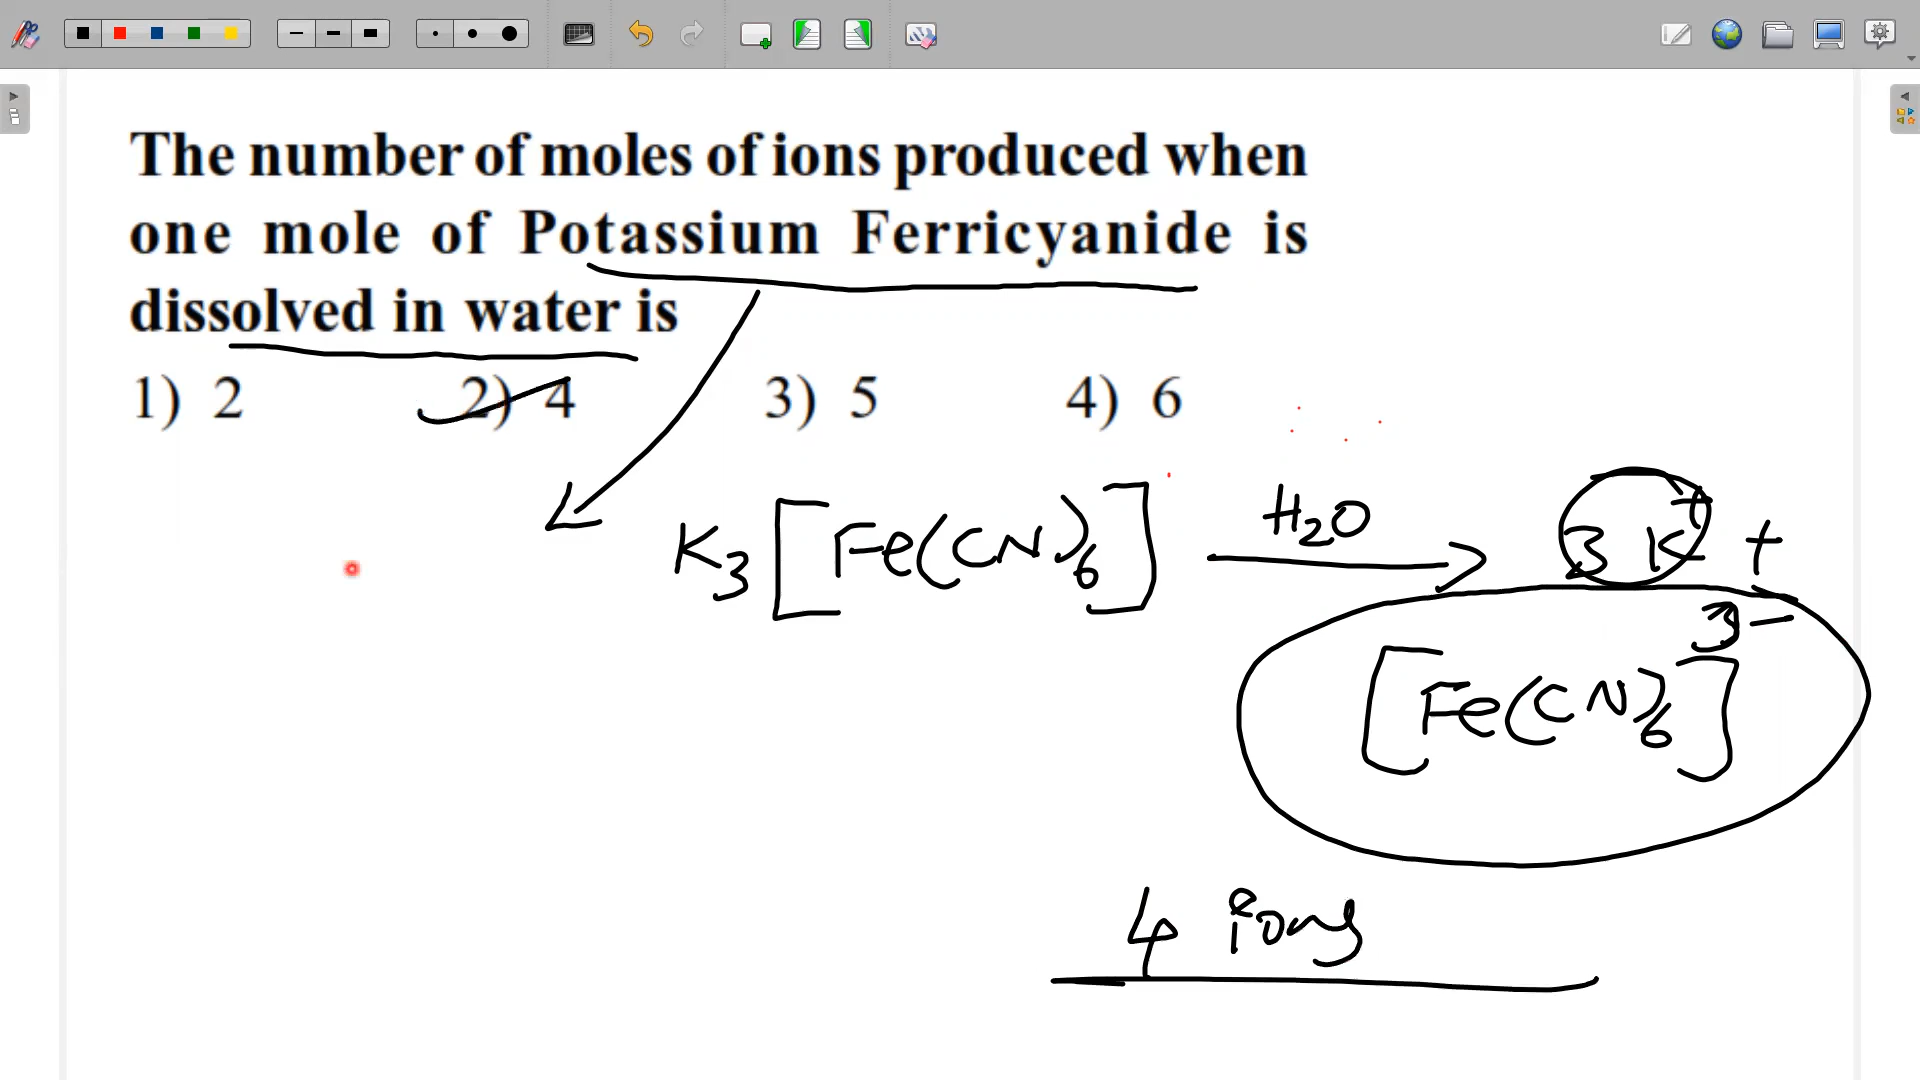 The number of moles of ions produced when
one mole of Potassium Ferricyanide is
dissolved in water is
1) 2 2) 4 3) 5 4) 6
K₃[Fe(CN)₆] H₂O → 3 K⁺ +
[Fe(CN)₆]³⁻
4 ions